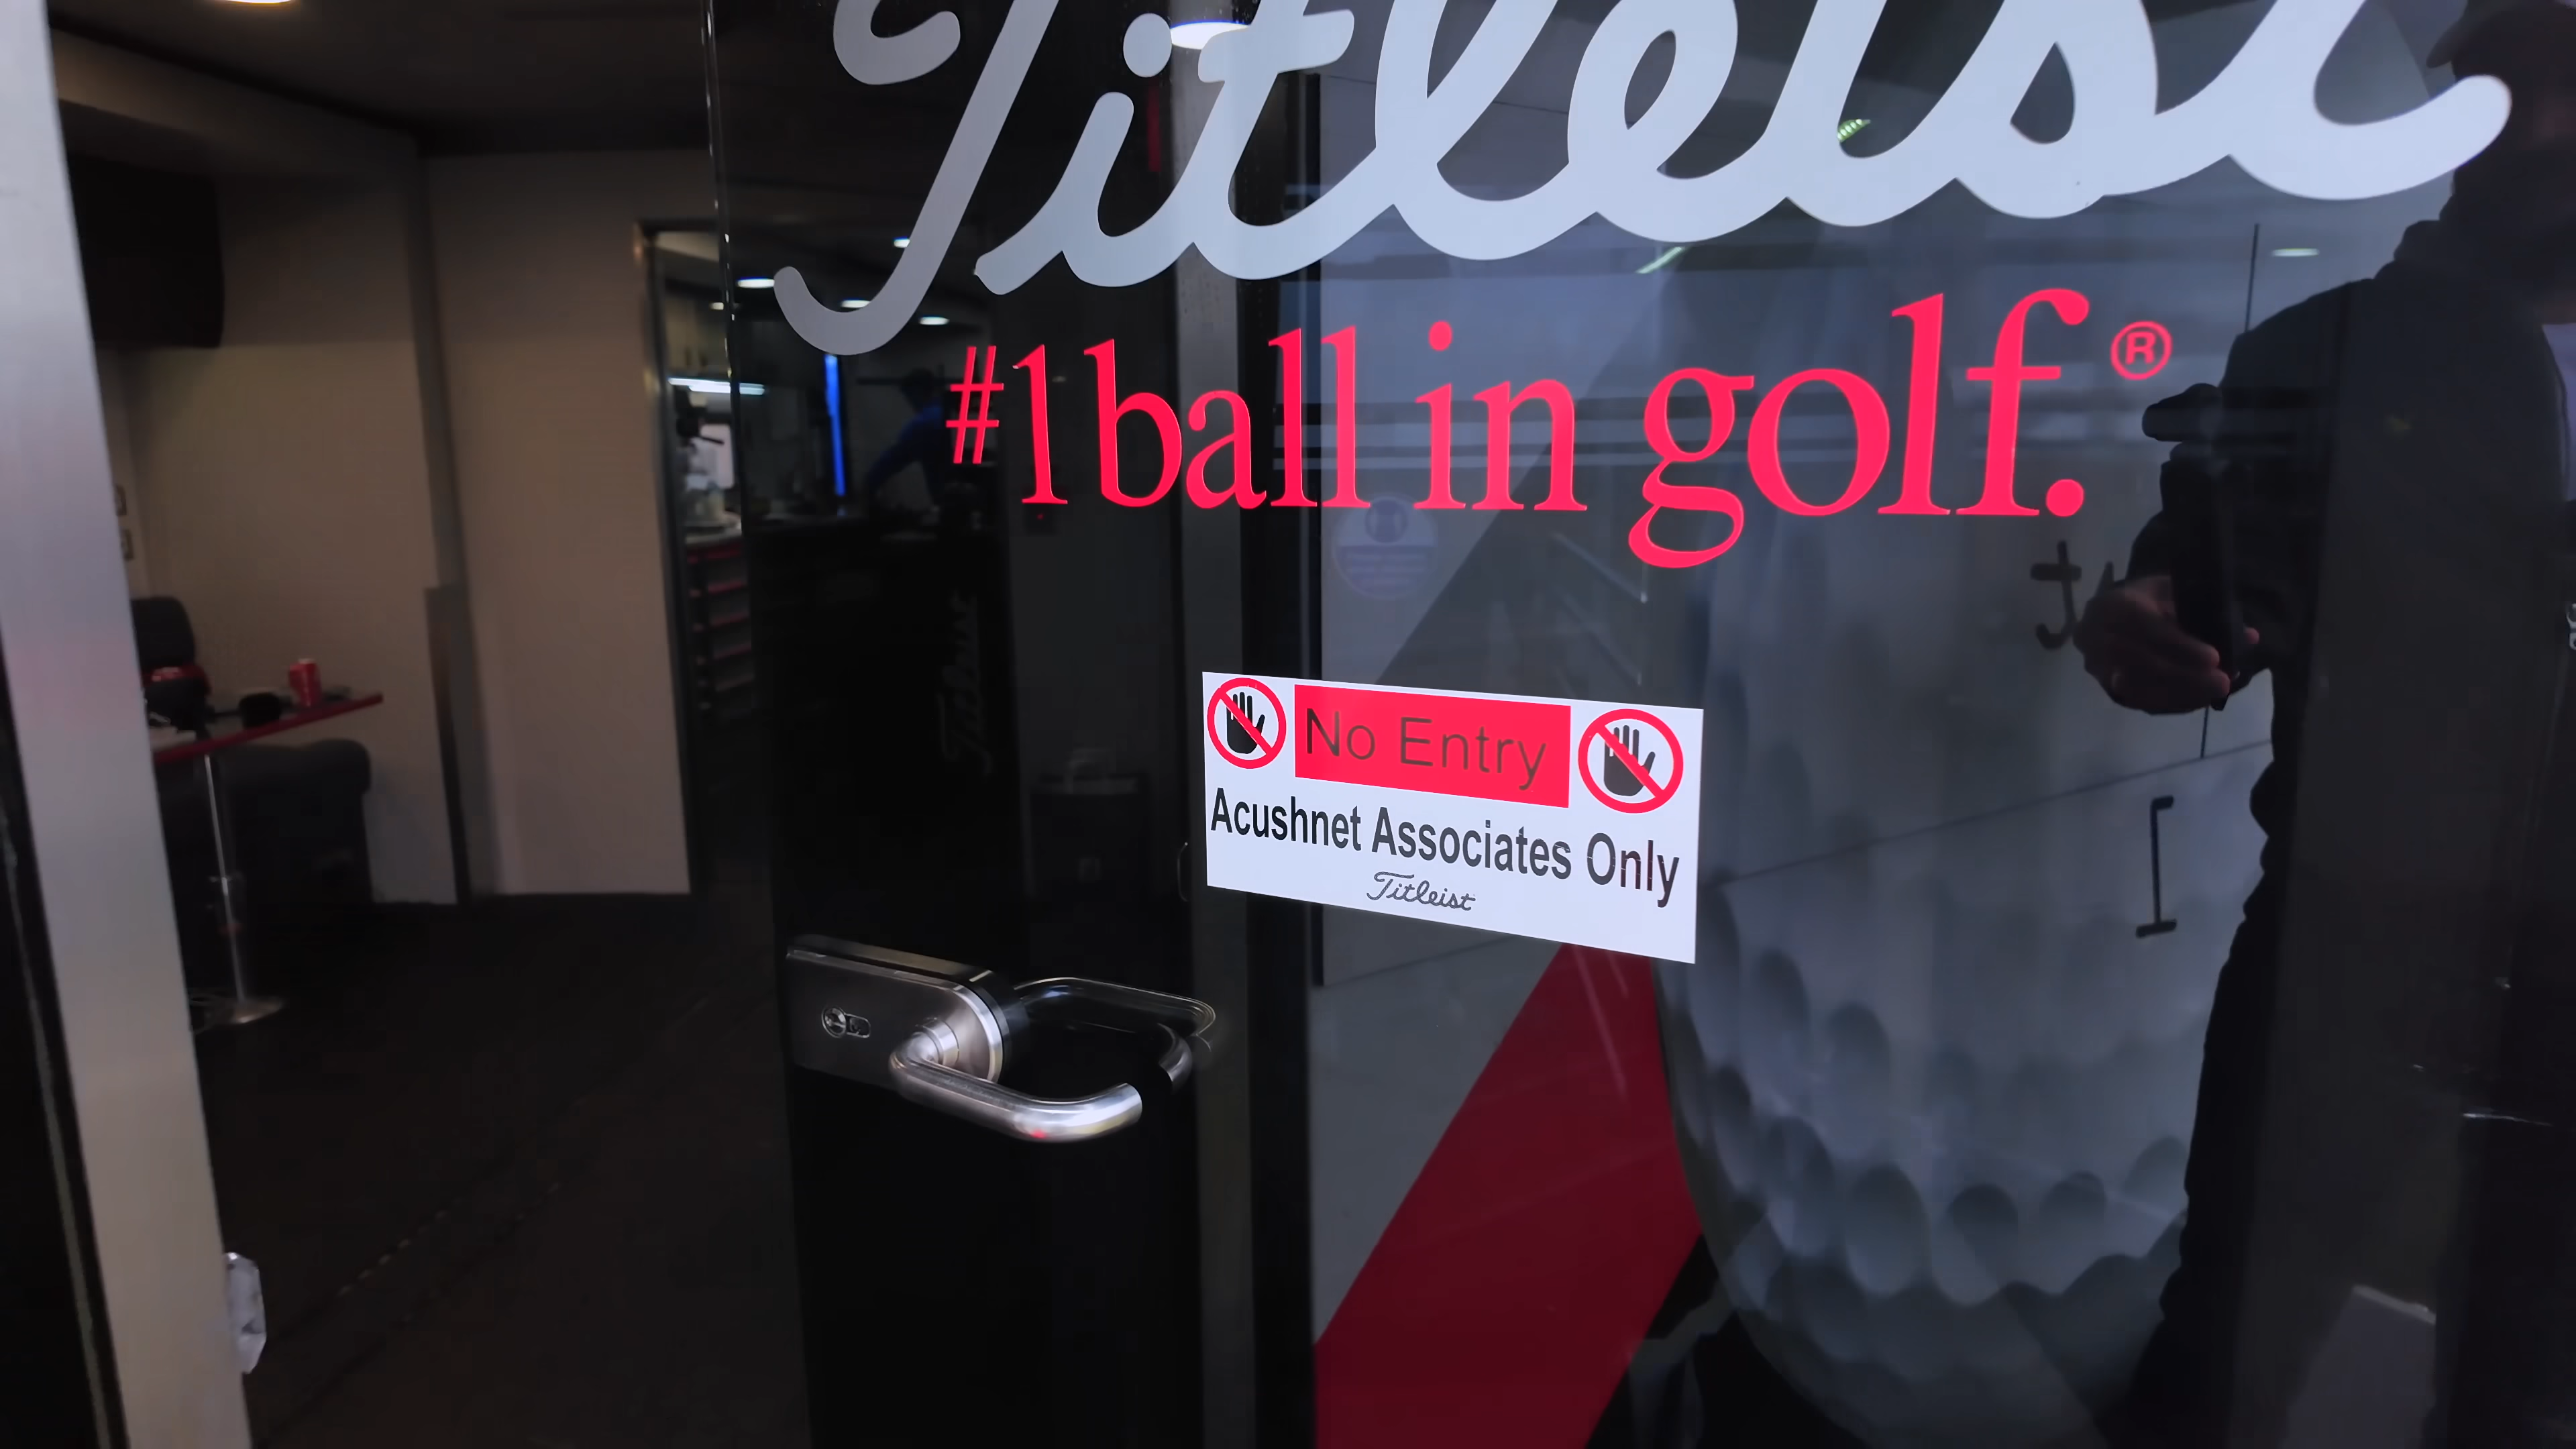 Titleist
#1 ball in golf.®
No Entry
Acushnet Associates Only
Titleist